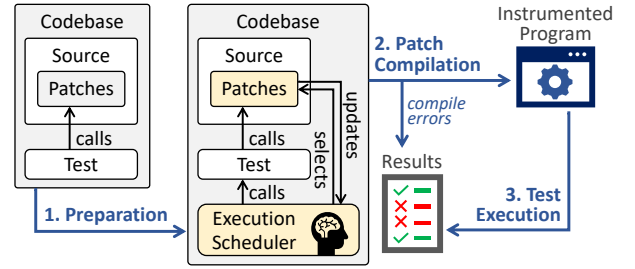 Codebase
Source
Patches
calls
Test
1. Preparation
Codebase
Source
Patches
calls
Test
calls
selects
updates
Execution
Scheduler
2. Patch
Compilation
compile
errors
Instrumented
Program
Results
3. Test
Execution